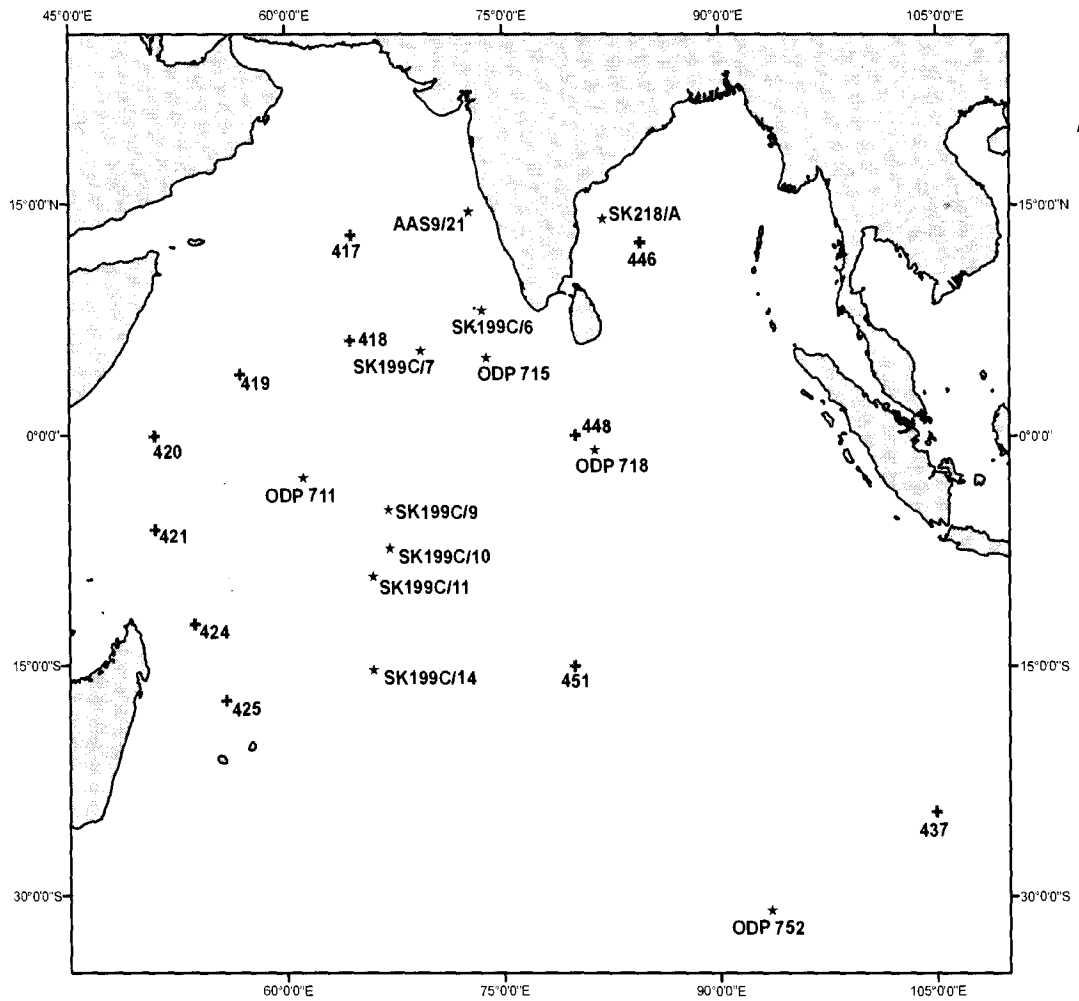 45°0'0"E 60°0'0"E 75°0'0"E 90°0'0"E 105°0'0"E
15°0'0"N 15°0'0"N
SK218/A
AAS9/21
417
446
SK199C/6
418
SK199C/7
ODP 715
419
448
0°0'0" 0°0'0"
420
ODP 718
ODP 711
SK199C/9
421
SK199C/10
SK199C/11
424
15°0'0"S 15°0'0"S
SK199C/14
451
425
437
30°0'0"S 30°0'0"S
ODP 752
60°0'0"E 75°0'0"E 90°0'0"E 105°0'0"E